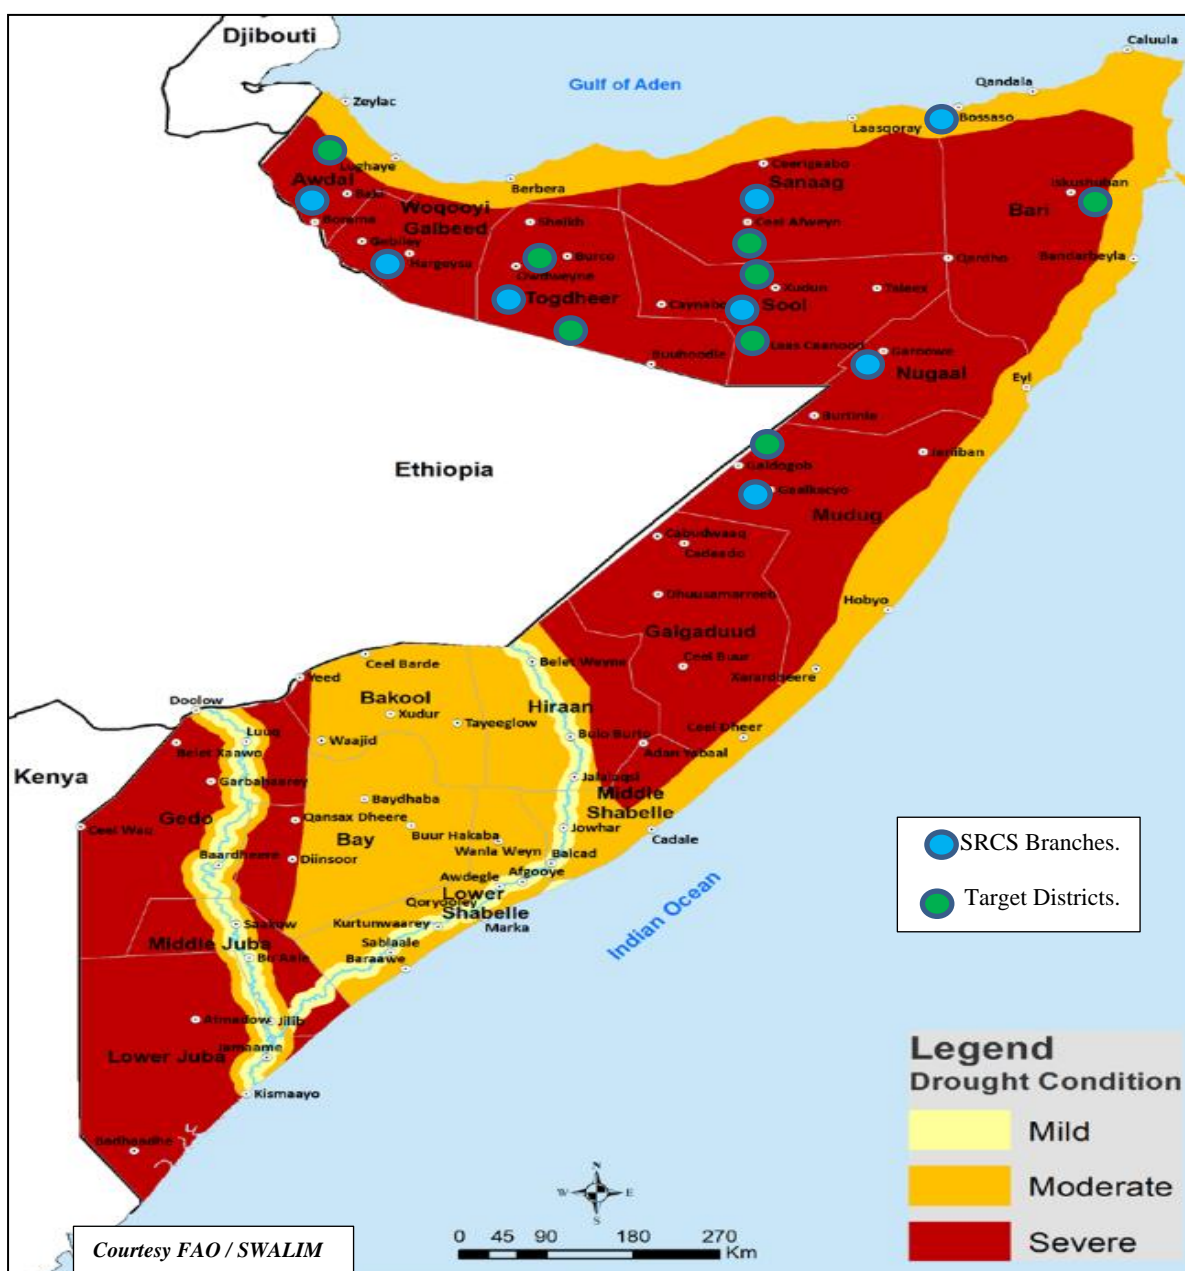 Djibouti
Caluula
Gulf of Aden
Qandala
Zeylac
Bossaso
Laasqoray
Lughaye
Ceerigaabo
Awdal
Baki
Berbera
Sanaag
Iskushuban
Woqooyi
Galbeed
Borama
Sheikh
Ceel Afweyn
Bari
Gebiley
Hargeysa
Burco
Owdweyne
Qardho
Bandarbeyla
Togdheer
Caynabo
Xudun
Taleex
Sool
Laas Caanood
Garoowe
Buuhoodle
Nugaal
Eyl
Burtinle
Ethiopia
Galdogob
Jariiban
Gaalkacyo
Mudug
Cabudwaaq
Cadaado
Dhuusamarreeb
Hobyo
Galgaduud
Ceel Barde
Belet Weyne
Ceel Buur
Xarardheere
Yeed
Doolow
Bakool
Xudur
Tayeeglow
Hiraan
Luuq
Waajid
Bulo Burto
Ceel Dheer
Belet Xaawo
Adan Yabaal
Kenya
Garbahaarey
Jalalaqsi
Baydhaba
Middle
Shabelle
Gedo
Qansax Dheere
Ceel Waq
Bay
Buur Hakaba
Jowhar
Cadale
Wanla Weyn
Baardheere
Diinsoor
Balcad
Afgooye
Awdegle
Lower
Shabelle
Qoryooley
Saakow
Kurtunwaarey
Marka
Middle Juba
Sablaale
Bu'Aale
Baraawe
Indian Ocean
Afmadow
Jilib
Jamaame
Lower Juba
Kismaayo
Badhaadhe
SRCS Branches.
Target Districts.
Legend
Drought Condition
Mild
Moderate
Severe
N
W
E
S
0 45 90 180 270
Km
Courtesy FAO / SWALIM